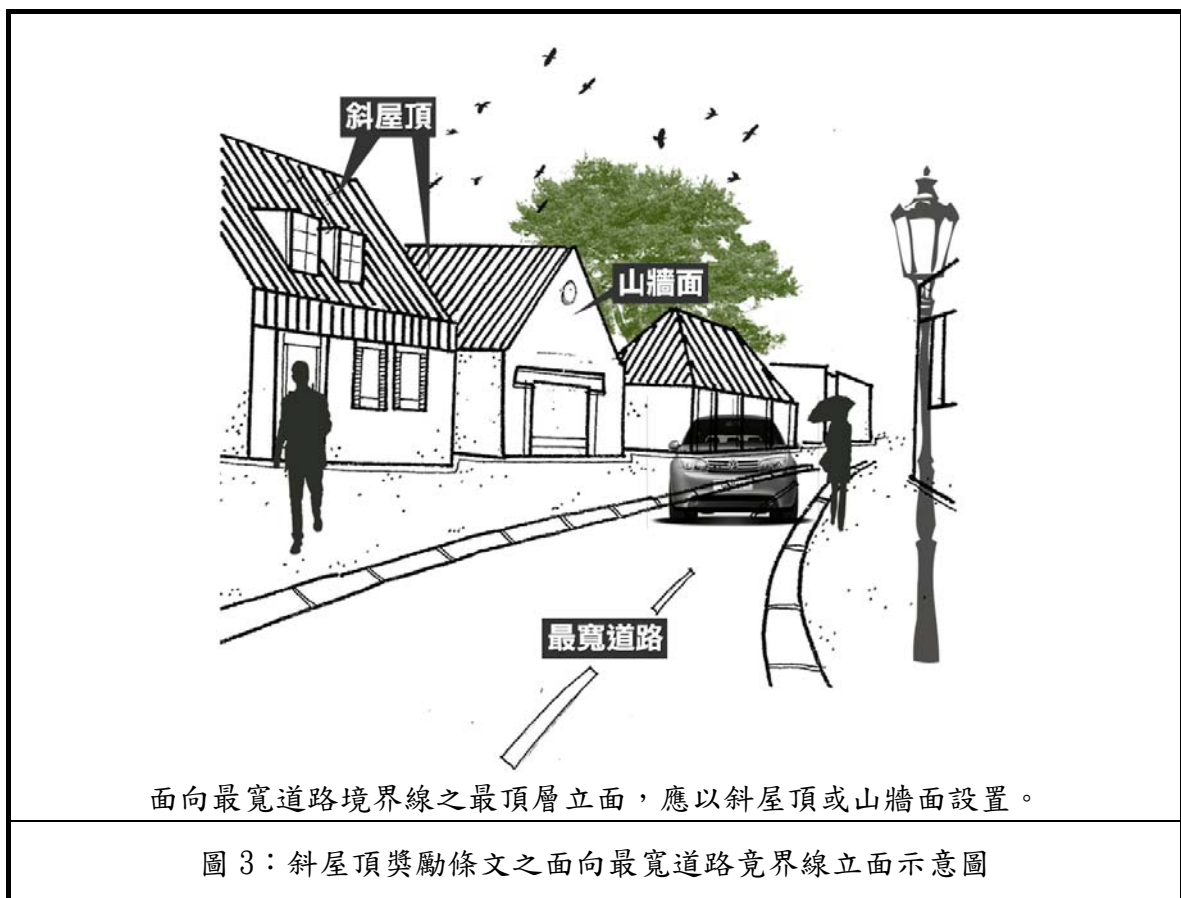 斜屋頂
山牆面
最寬道路
面向最寬道路境界線之最頂層立面，應以斜屋頂或山牆面設置。
圖 3：斜屋頂獎勵條文之面向最寬道路竟界線立面示意圖